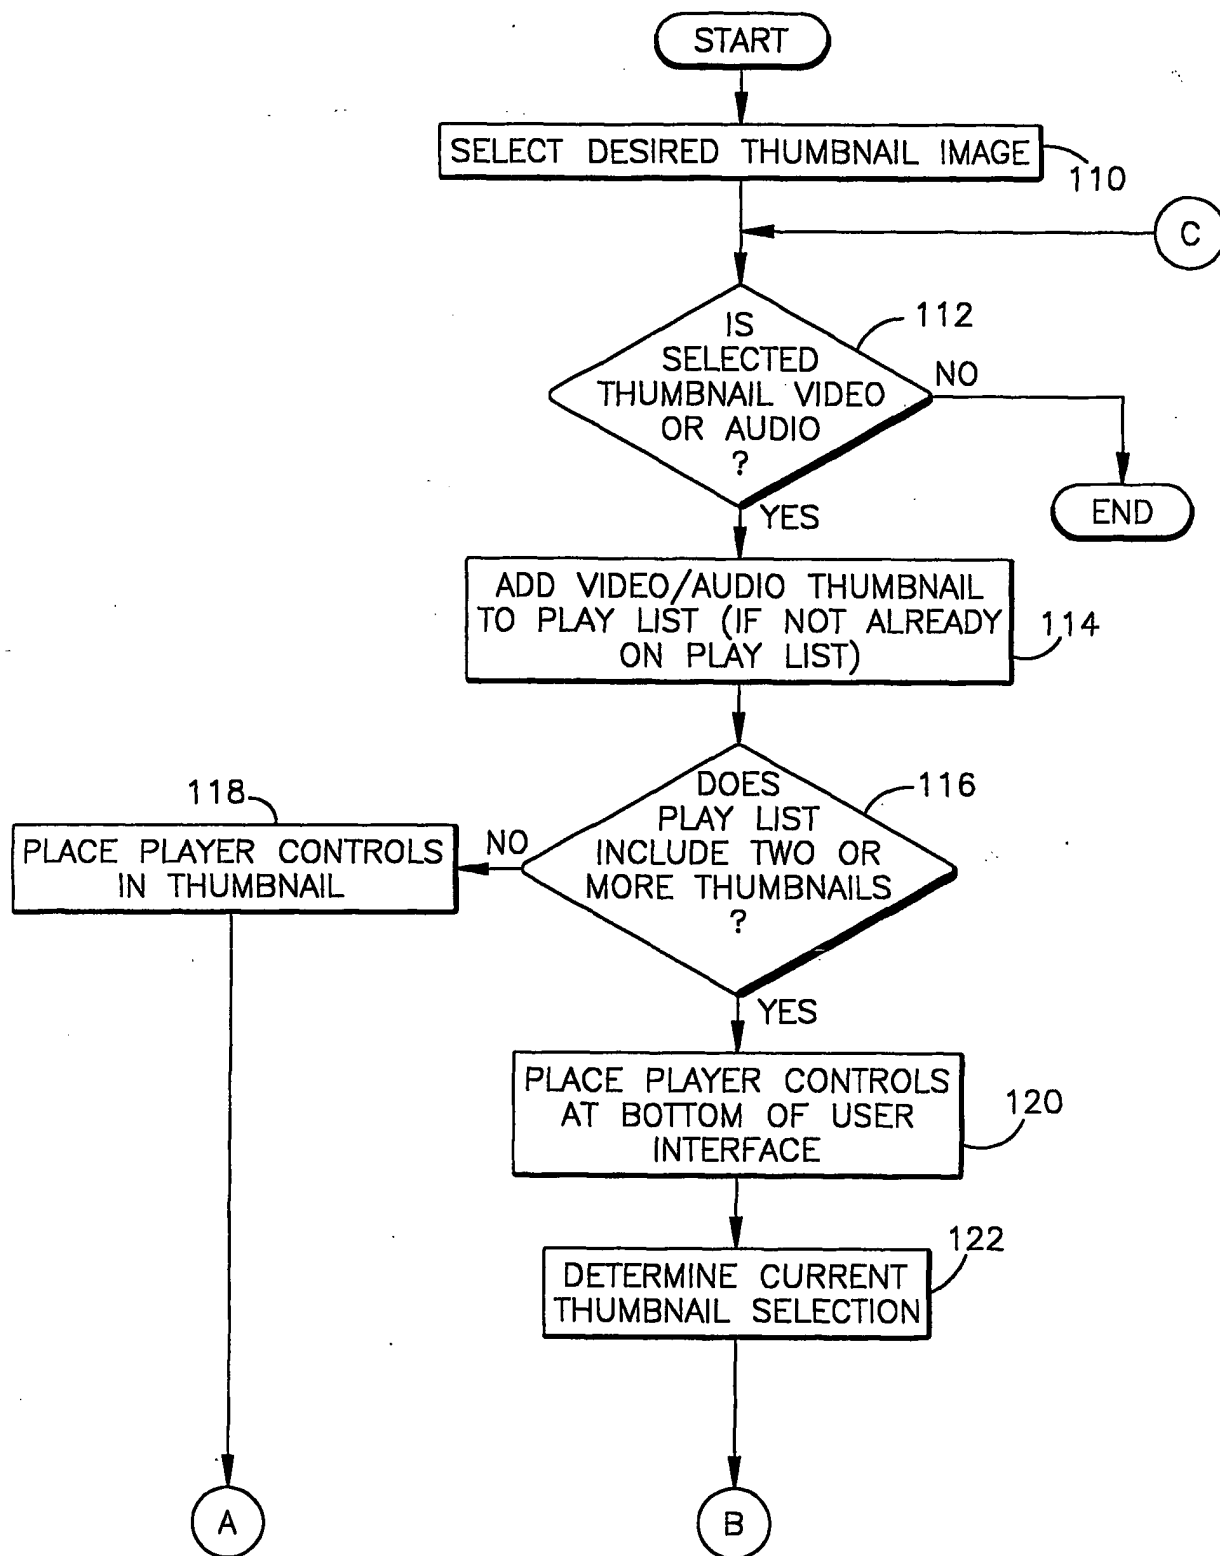 START
SELECT DESIRED THUMBNAIL IMAGE
110
C
112
IS
SELECTED
THUMBNAIL VIDEO
OR AUDIO
?
NO
END
YES
ADD VIDEO/AUDIO THUMBNAIL
TO PLAY LIST (IF NOT ALREADY
ON PLAY LIST)
114
118
PLACE PLAYER CONTROLS
IN THUMBNAIL
NO
DOES
PLAY LIST
INCLUDE TWO OR
MORE THUMBNAILS
?
116
YES
PLACE PLAYER CONTROLS
AT BOTTOM OF USER
INTERFACE
120
122
DETERMINE CURRENT
THUMBNAIL SELECTION
A
B